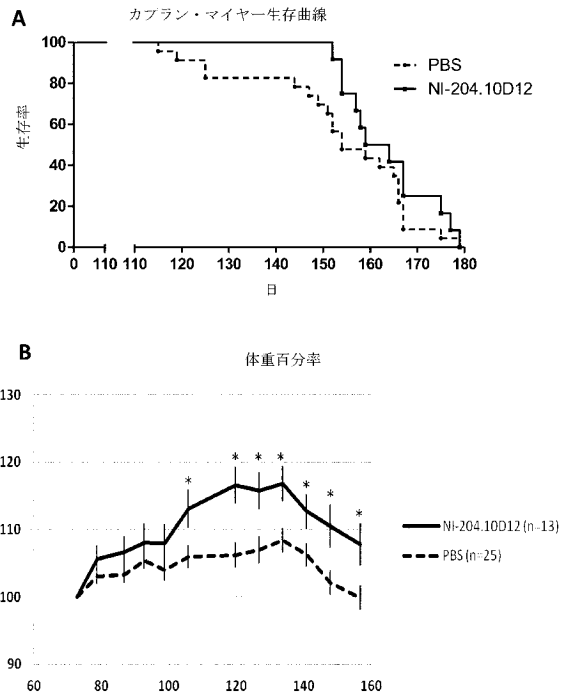 A
カプラン・マイヤー生存曲線
100
80
60
40
20
0
生存率
0 110 110 120 130 140 150 160 170 180
日
PBS
NI-204.10D12
B
体重百分率
130
120
110
100
90
60 80 100 120 140 160
* * * * * * *
NI-204.10D12 (n=13)
PBS (n=25)